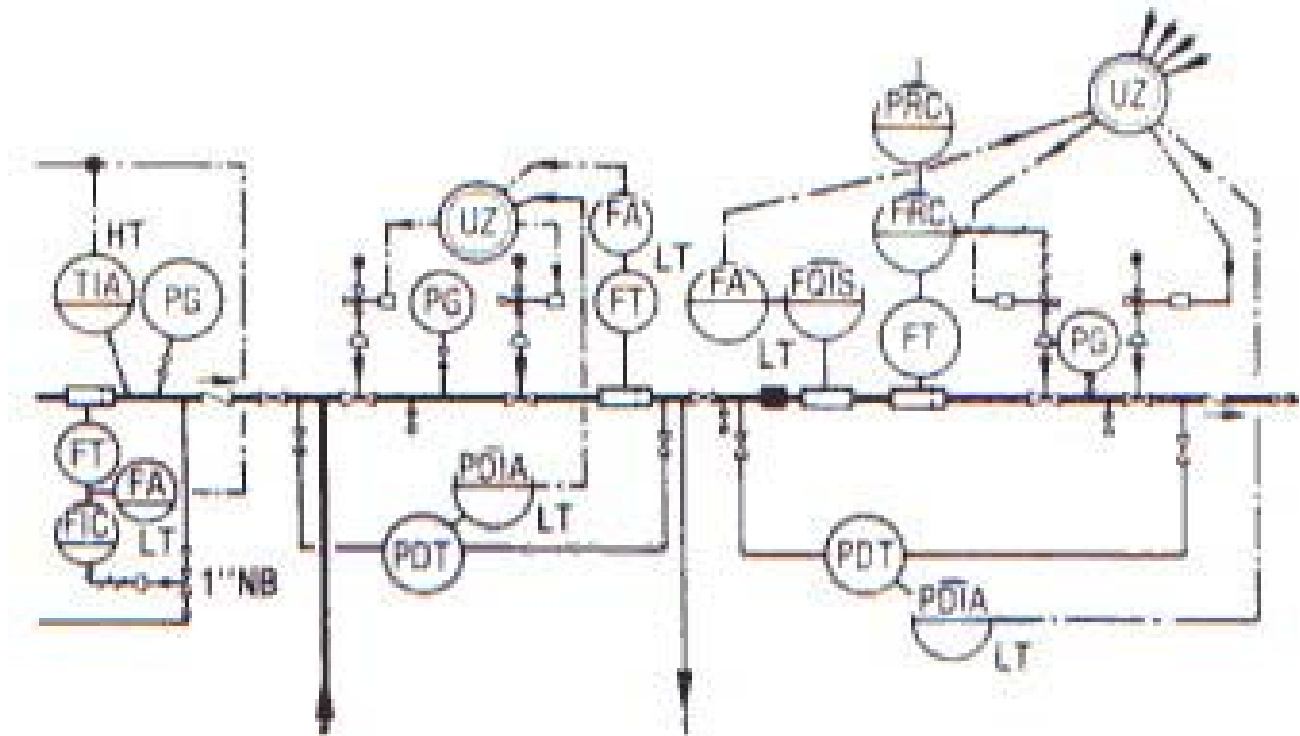 UZ
PRC
UZ
FA
FRC
HT
LT
TIA
PG
PG
FT
FA
FQIS
FT
PG
LT
FT
FA
PDIA
LT
FIC
LT
PDT
PDT
1"NB
PDIA
LT